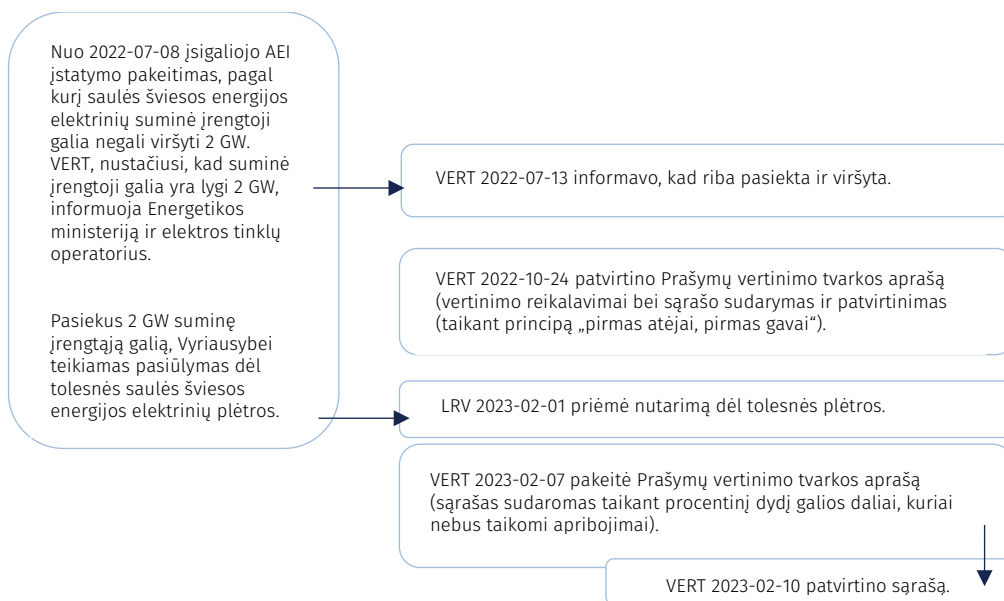 Nuo 2022-07-08 įsigaliojo AEI
įstatymo pakeitimas, pagal
kurį saulės šviesos energijos
elektrinių suminė įrengtoji
galia negali viršyti 2 GW.
VERT, nustačiusi, kad suminė
įrengtoji galia yra lygi 2 GW,
informuoja Energetikos
ministeriją ir elektros tinklų
operatorius.
Pasiekus 2 GW suminę
įrengtąją galią, Vyriausybei
teikiamas pasiūlymas dėl
tolesnės saulės šviesos
energijos elektrinių plėtros.
VERT 2022-07-13 informavo, kad riba pasiekta ir viršyta.
VERT 2022-10-24 patvirtino Prašymų vertinimo tvarkos aprašą
(vertinimo reikalavimai bei sąrašo sudarymas ir patvirtinimas
(taikant principą „pirmas atėjai, pirmas gavai“).
LRV 2023-02-01 priėmė nutarimą dėl tolesnės plėtros.
VERT 2023-02-07 pakeitė Prašymų vertinimo tvarkos aprašą
(sąrašas sudaromas taikant procentinį dydį galios daliai, kuriai
nebus taikomi apribojimai).
VERT 2023-02-10 patvirtino sąrašą.